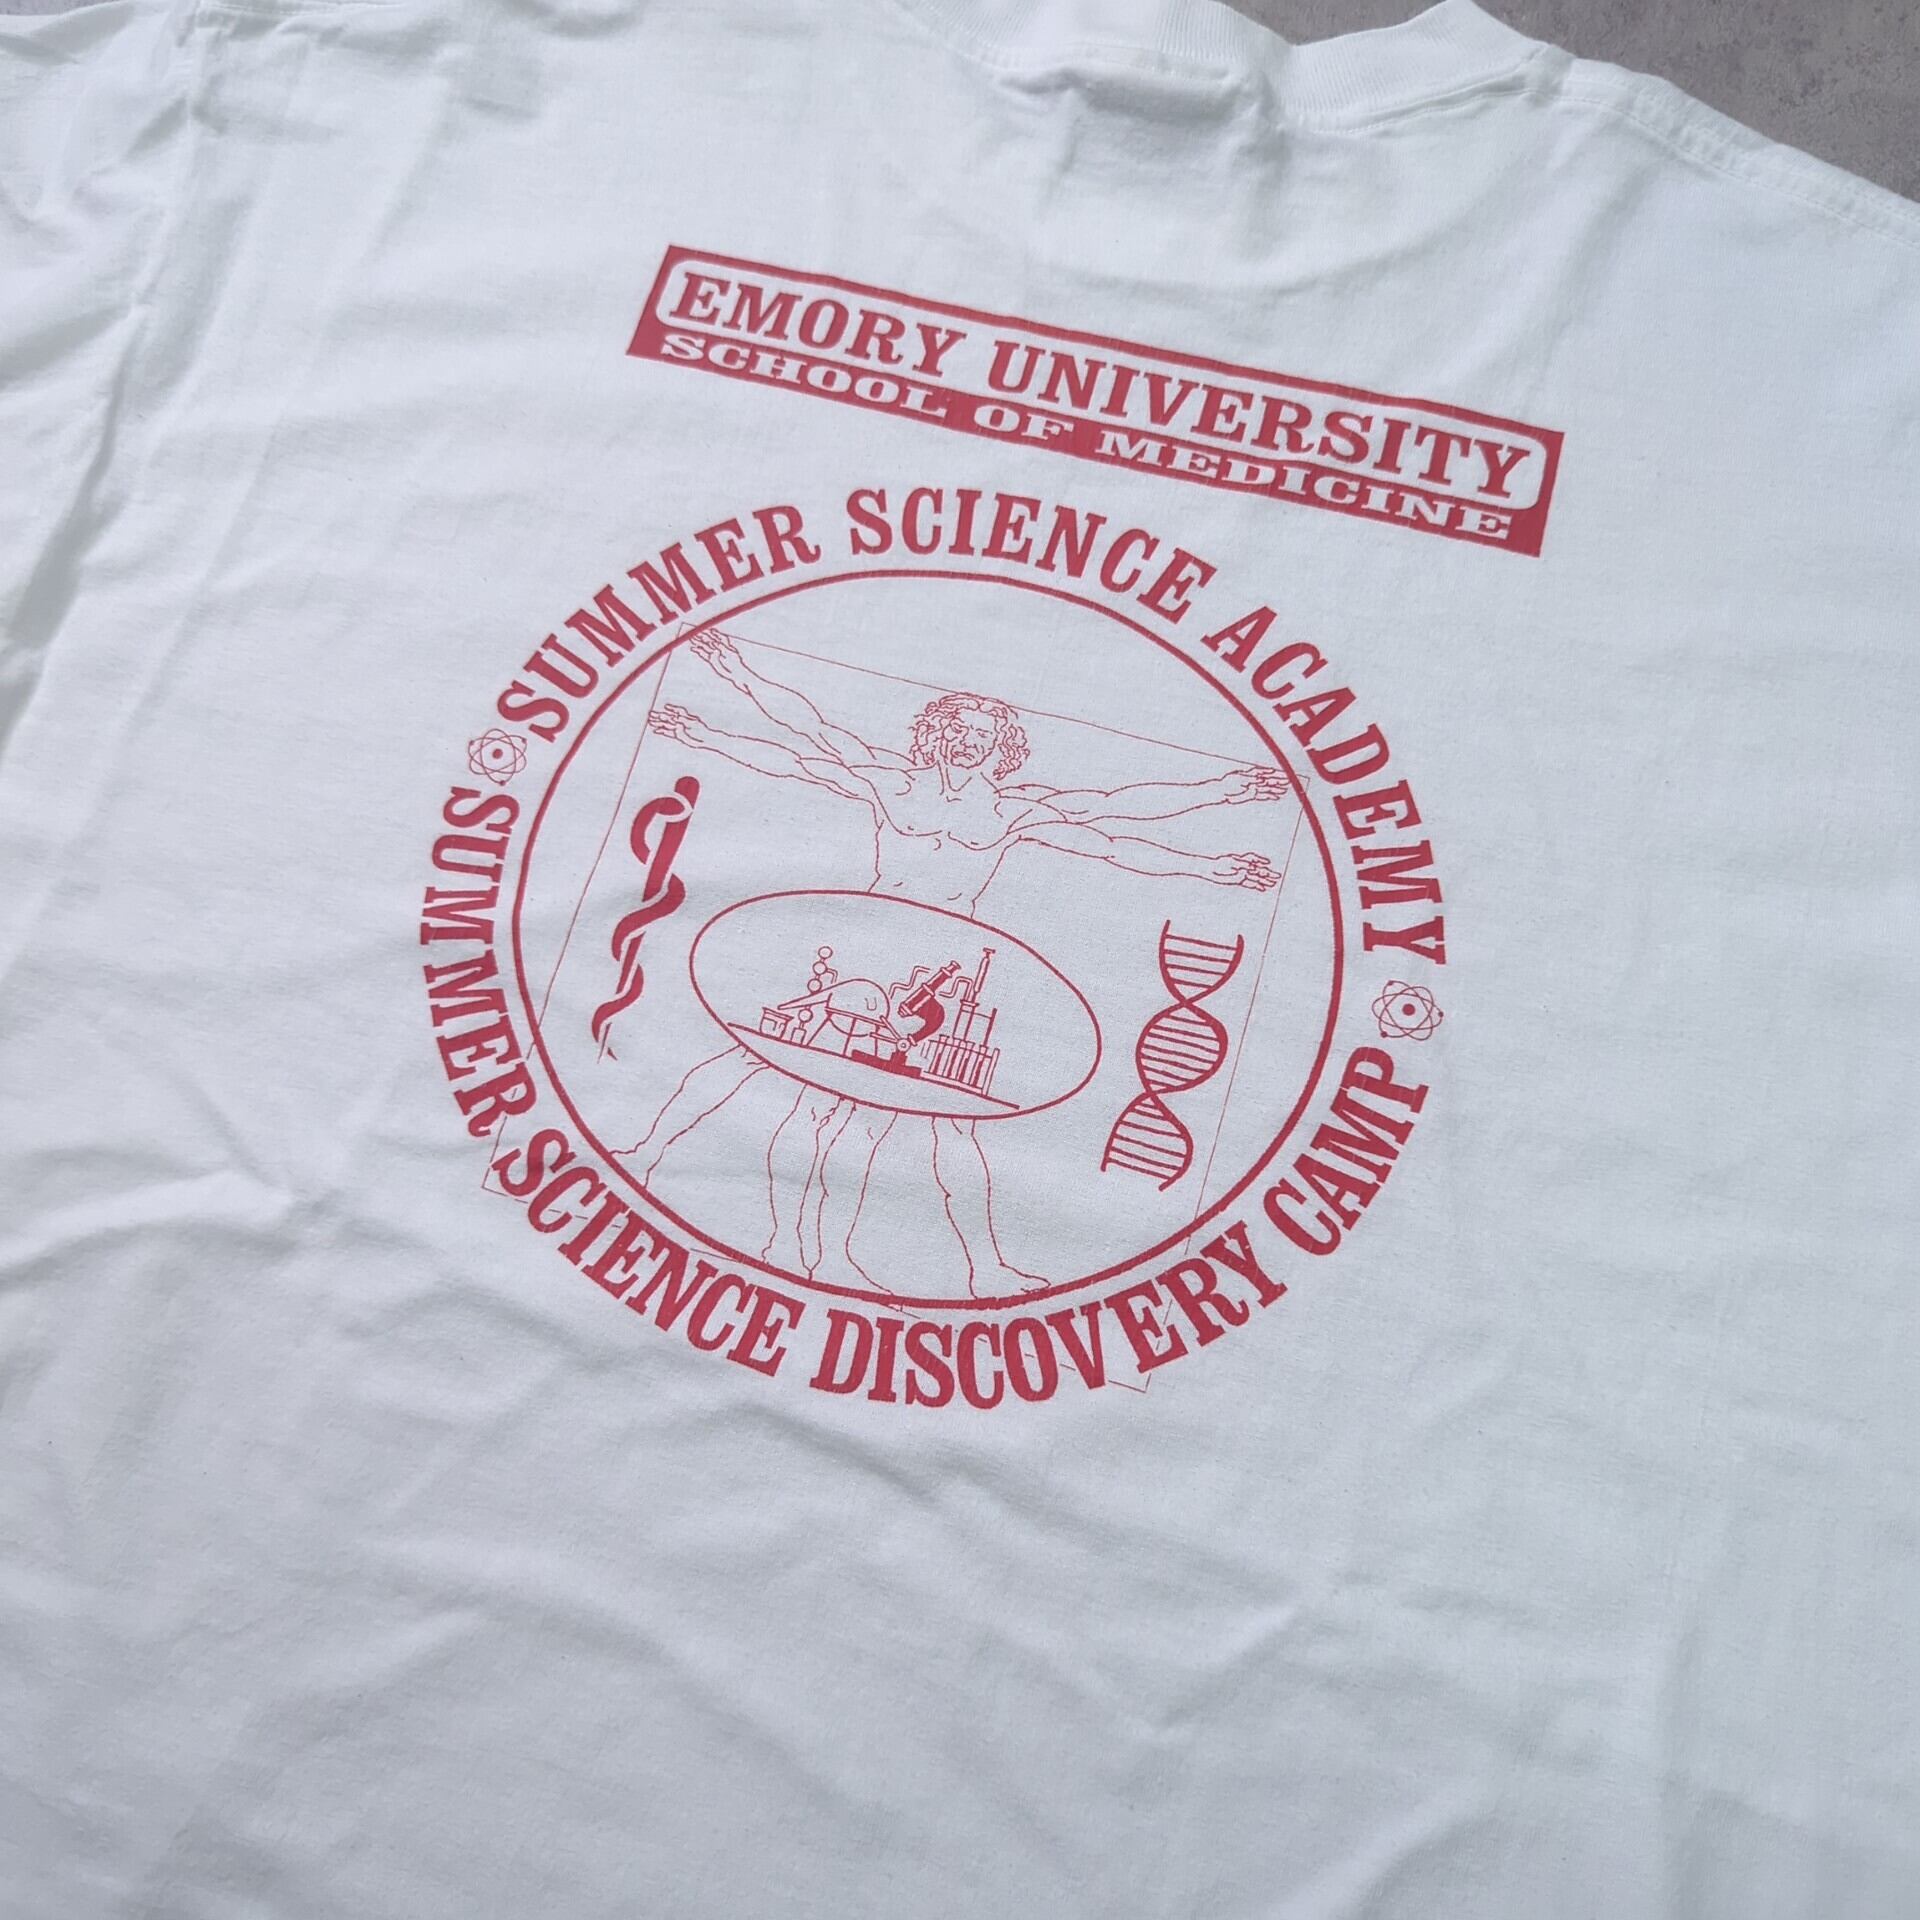 EMORY UNIVERSITY
SCHOOL OF MEDICINE
SUMMER SCIENCE ACADEMY
SUMMER SCIENCE DISCOVERY CAMP